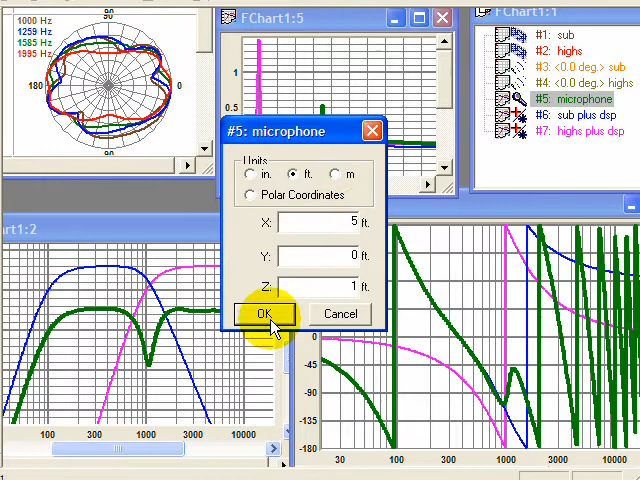 1000 Hz
1259 Hz
1585 Hz
1995 Hz
90
180
0
90
FChart1:5
1
0.5
FChart1:1
#1: sub
#2: highs
#3: <0.0 deg.> sub
#4: <0.0 deg.> highs
#5: microphone
#6: sub plus dsp
#7: highs plus dsp
#5: microphone
Units
in.
ft.
m
Polar Coordinates
X: 5 ft.
Y: 0 ft.
Z: 1 ft.
OK
Cancel
art1:2
100 300 1000 3000 10000
0
-45
-90
-135
-180
30 100 300 1000 3000 10000